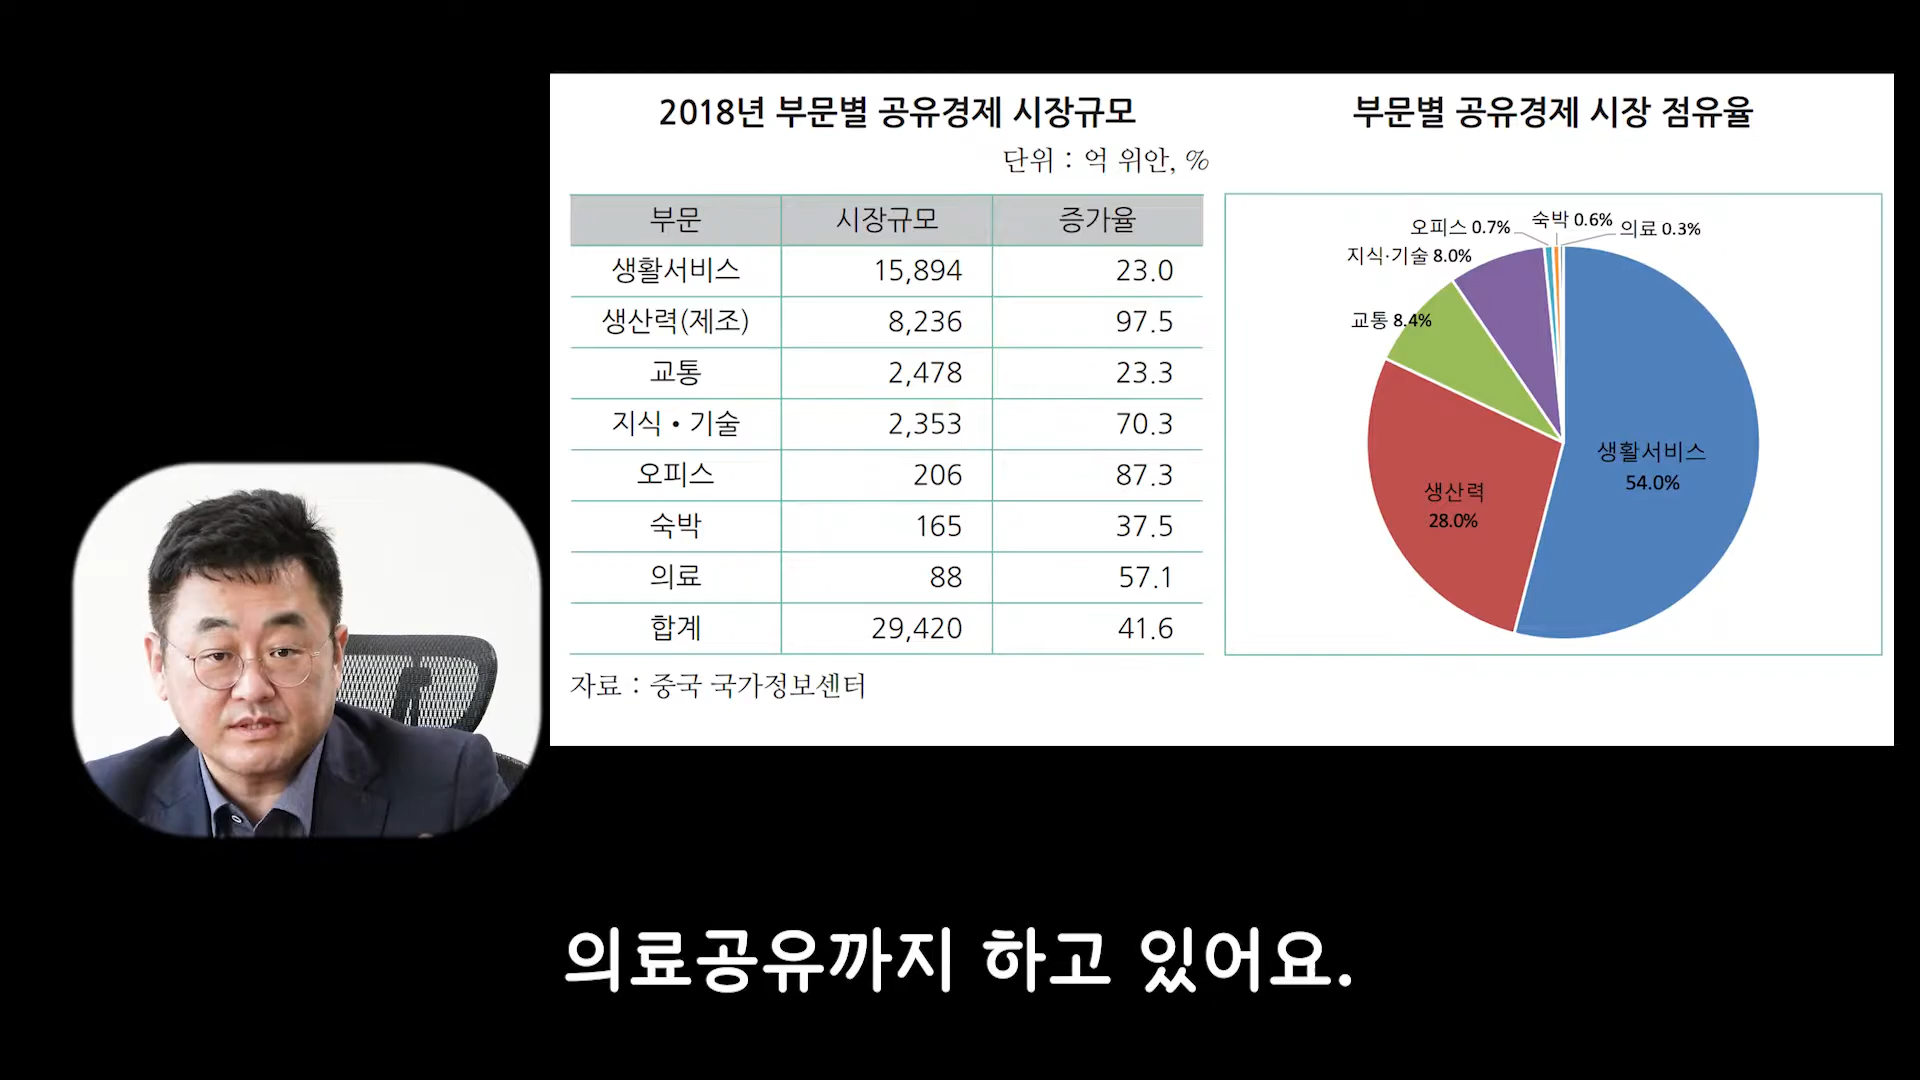 2018년 부문별 공유경제 시장규모
단위 : 억 위안, %
부문 시장규모 증가율
생활서비스 15,894 23.0
생산력(제조) 8,236 97.5
교통 2,478 23.3
지식·기술 2,353 70.3
오피스 206 87.3
숙박 165 37.5
의료 88 57.1
합계 29,420 41.6
자료 : 중국 국가정보센터
부문별 공유경제 시장 점유율
오피스 0.7%
숙박 0.6%
의료 0.3%
지식·기술 8.0%
교통 8.4%
생활서비스
54.0%
생산력
28.0%
의료공유까지 하고 있어요.